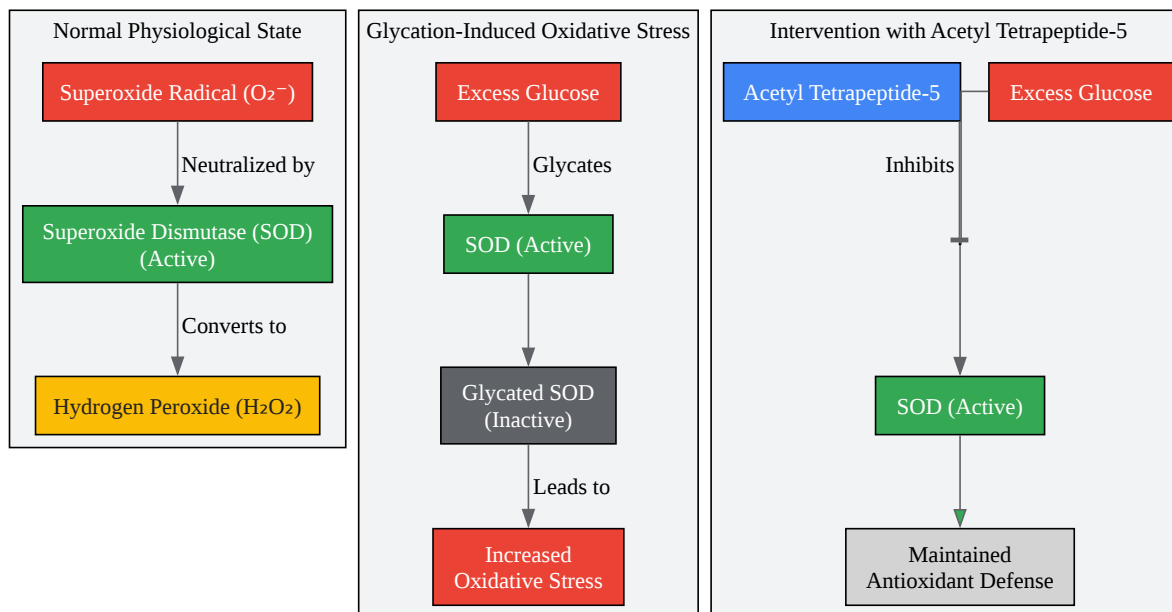 Normal Physiological State
Superoxide Radical (O₂⁻)
Neutralized by
Superoxide Dismutase (SOD)
(Active)
Converts to
Hydrogen Peroxide (H₂O₂)
Glycation-Induced Oxidative Stress
Excess Glucose
Glycates
SOD (Active)
Glycated SOD
(Inactive)
Leads to
Increased
Oxidative Stress
Intervention with Acetyl Tetrapeptide-5
Acetyl Tetrapeptide-5
Excess Glucose
Inhibits
SOD (Active)
Maintained
Antioxidant Defense